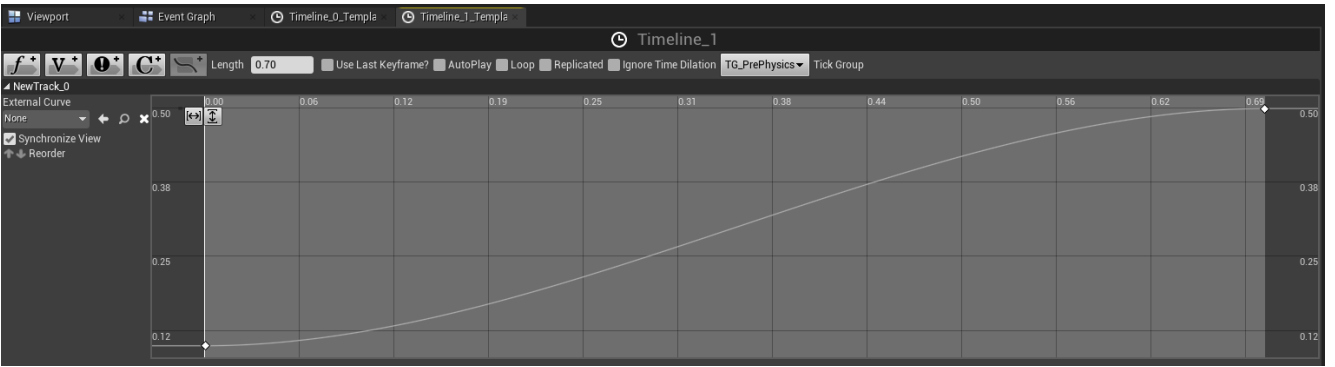 Viewport Event Graph Timeline_0_Templa Timeline_1_Templa
Timeline_1
f+ V+ !+ C+ + Length 0.70 Use Last Keyframe? AutoPlay Loop Replicated Ignore Time Dilation TG_PrePhysics Tick Group
NewTrack_0
External Curve
None
Synchronize View
Reorder
0.00 0.06 0.12 0.19 0.25 0.31 0.38 0.44 0.50 0.56 0.62 0.69
0.50 0.50
0.38 0.38
0.25 0.25
0.12 0.12